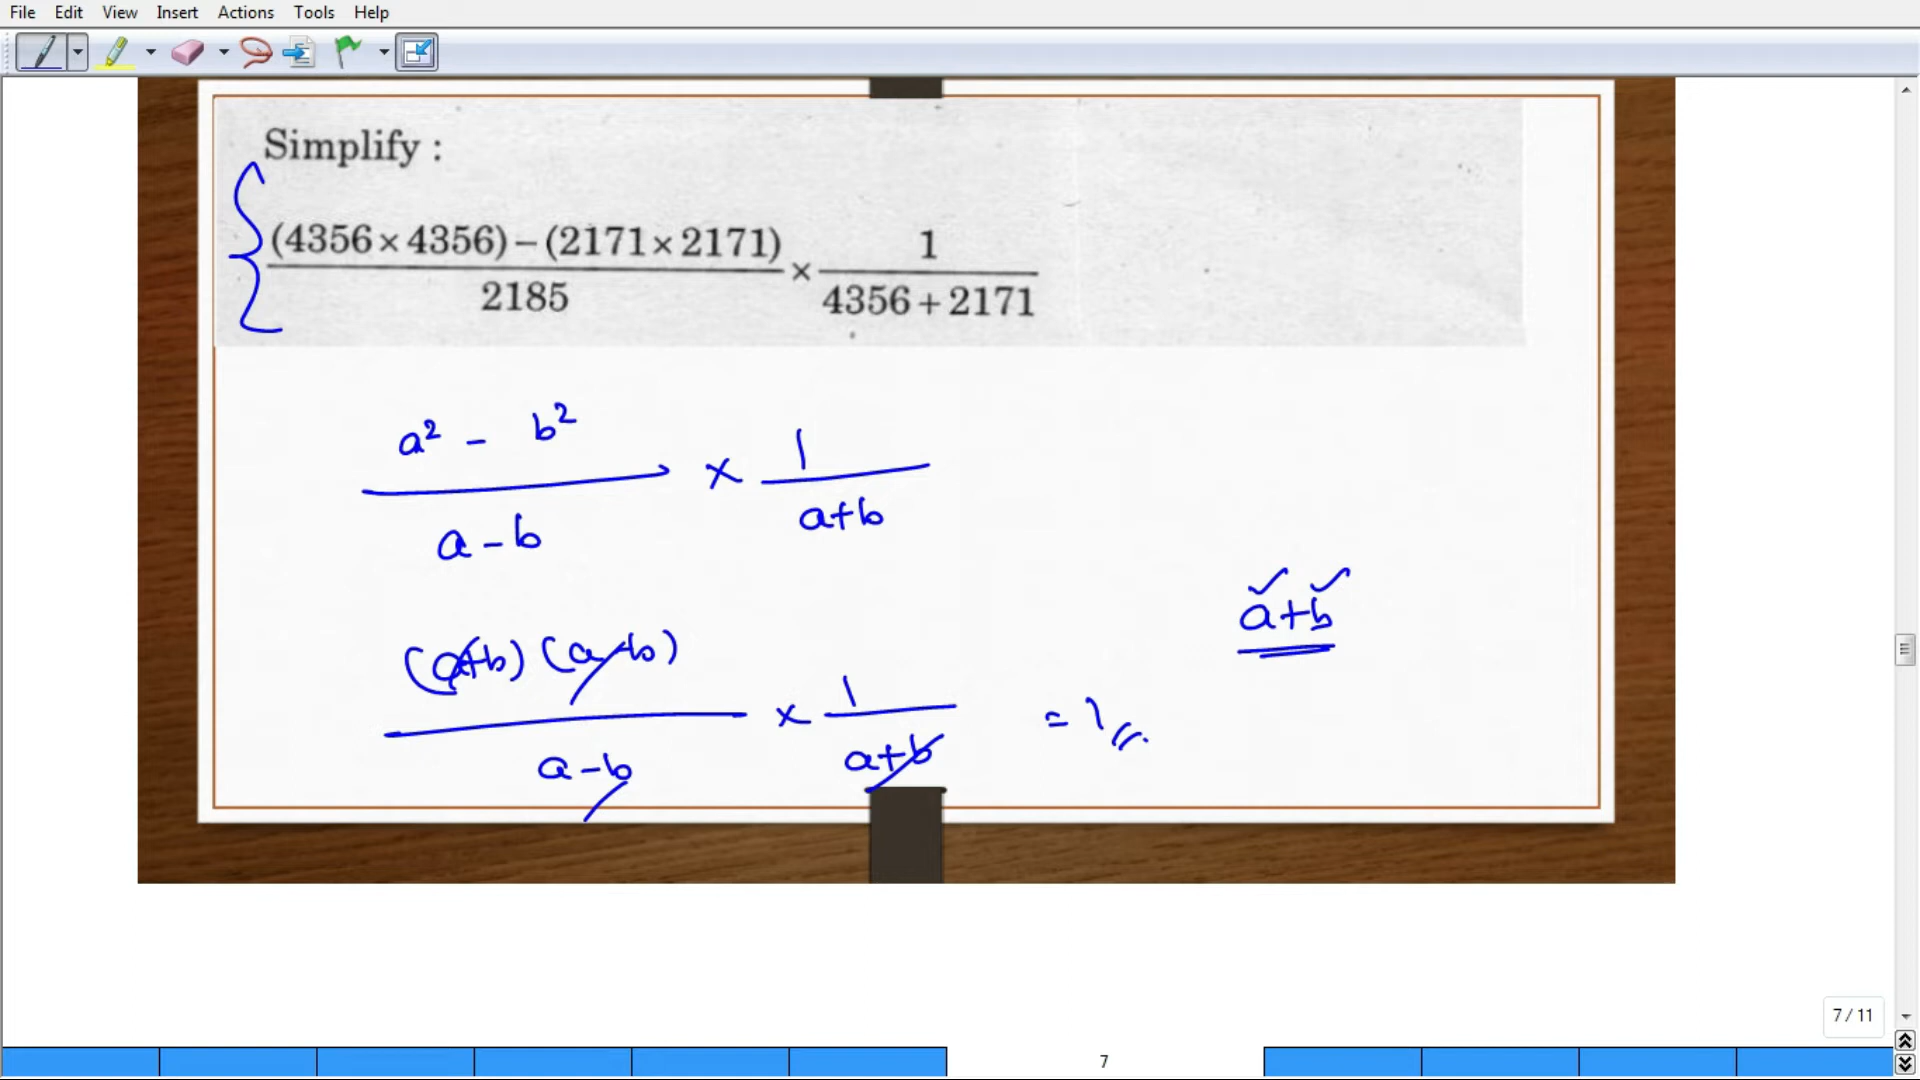 File Edit View Insert Actions Tools Help
Simplify :
(4356×4356)−(2171×2171) / 2185 × 1 / 4356+2171
a² - b² / a-b × 1 / a+b
a+b
(a+b) (a-b) / a-b × 1 / a+b = 1
7 / 11
7